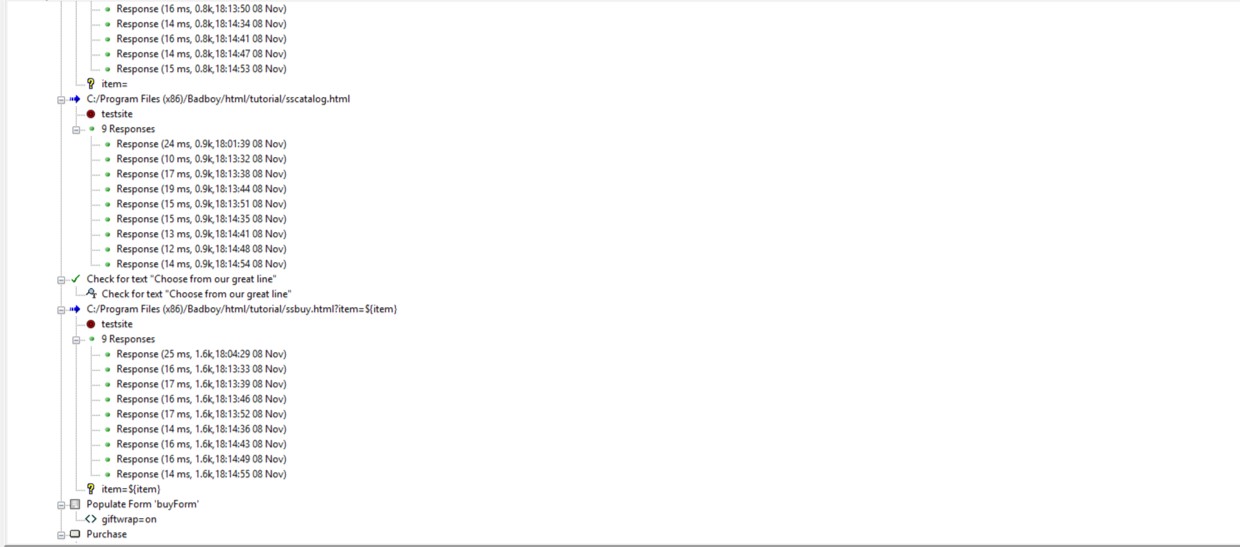 Response (16 ms, 0.8k,18:13:50 08 Nov)
Response (14 ms, 0.8k,18:14:34 08 Nov)
Response (16 ms, 0.8k,18:14:41 08 Nov)
Response (14 ms, 0.8k,18:14:47 08 Nov)
Response (15 ms, 0.8k,18:14:53 08 Nov)
item=
C:/Program Files (x86)/Badboy/html/tutorial/sscatalog.html
testsite
9 Responses
Response (24 ms, 0.9k,18:01:39 08 Nov)
Response (10 ms, 0.9k,18:13:32 08 Nov)
Response (17 ms, 0.9k,18:13:38 08 Nov)
Response (19 ms, 0.9k,18:13:44 08 Nov)
Response (15 ms, 0.9k,18:13:51 08 Nov)
Response (15 ms, 0.9k,18:14:35 08 Nov)
Response (13 ms, 0.9k,18:14:41 08 Nov)
Response (12 ms, 0.9k,18:14:48 08 Nov)
Response (14 ms, 0.9k,18:14:54 08 Nov)
Check for text "Choose from our great line"
Check for text "Choose from our great line"
C:/Program Files (x86)/Badboy/html/tutorial/ssbuy.html?item=${item}
testsite
9 Responses
Response (25 ms, 1.6k,18:04:29 08 Nov)
Response (16 ms, 1.6k,18:13:33 08 Nov)
Response (17 ms, 1.6k,18:13:39 08 Nov)
Response (16 ms, 1.6k,18:13:46 08 Nov)
Response (17 ms, 1.6k,18:13:52 08 Nov)
Response (14 ms, 1.6k,18:14:36 08 Nov)
Response (16 ms, 1.6k,18:14:43 08 Nov)
Response (16 ms, 1.6k,18:14:49 08 Nov)
Response (14 ms, 1.6k,18:14:55 08 Nov)
item=${item}
Populate Form 'buyForm'
giftwrap=on
Purchase